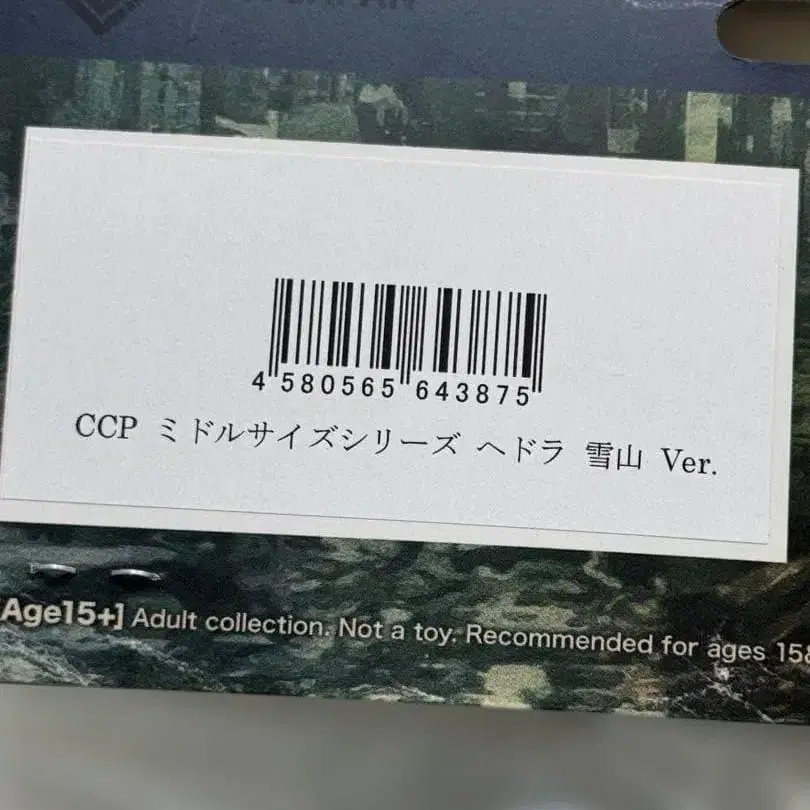 JAPAN
4 580565 643875
CCP ミドルサイズシリーズ ヘドラ 雪山 Ver.
[Age15+] Adult collection. Not a toy. Recommended for ages 15&